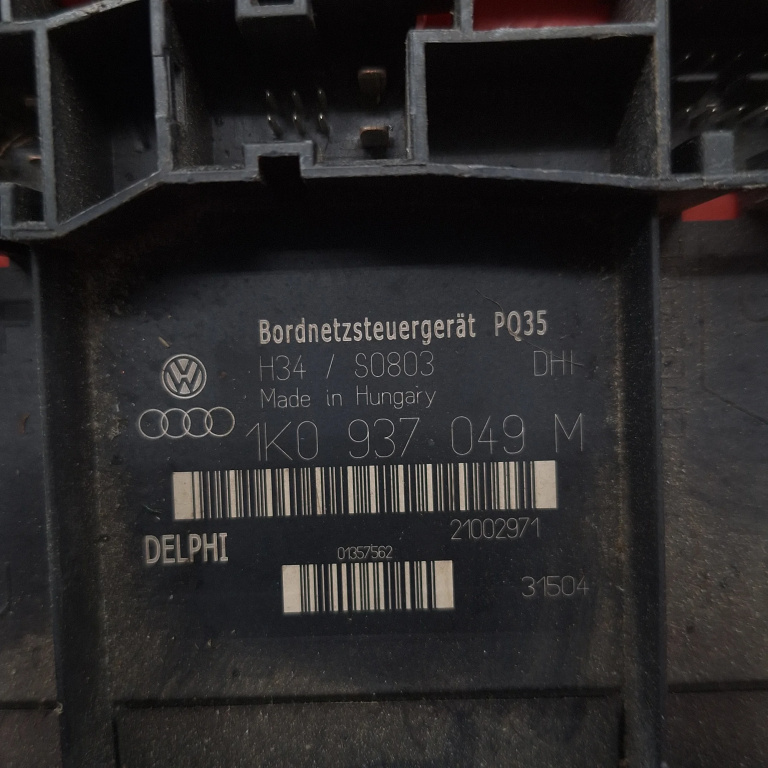 Bordnetzsteuergerät PQ35
H34 / S0803 DHI
Made in Hungary
1K0 937 049 M
21002971
DELPHI
01357562
31504